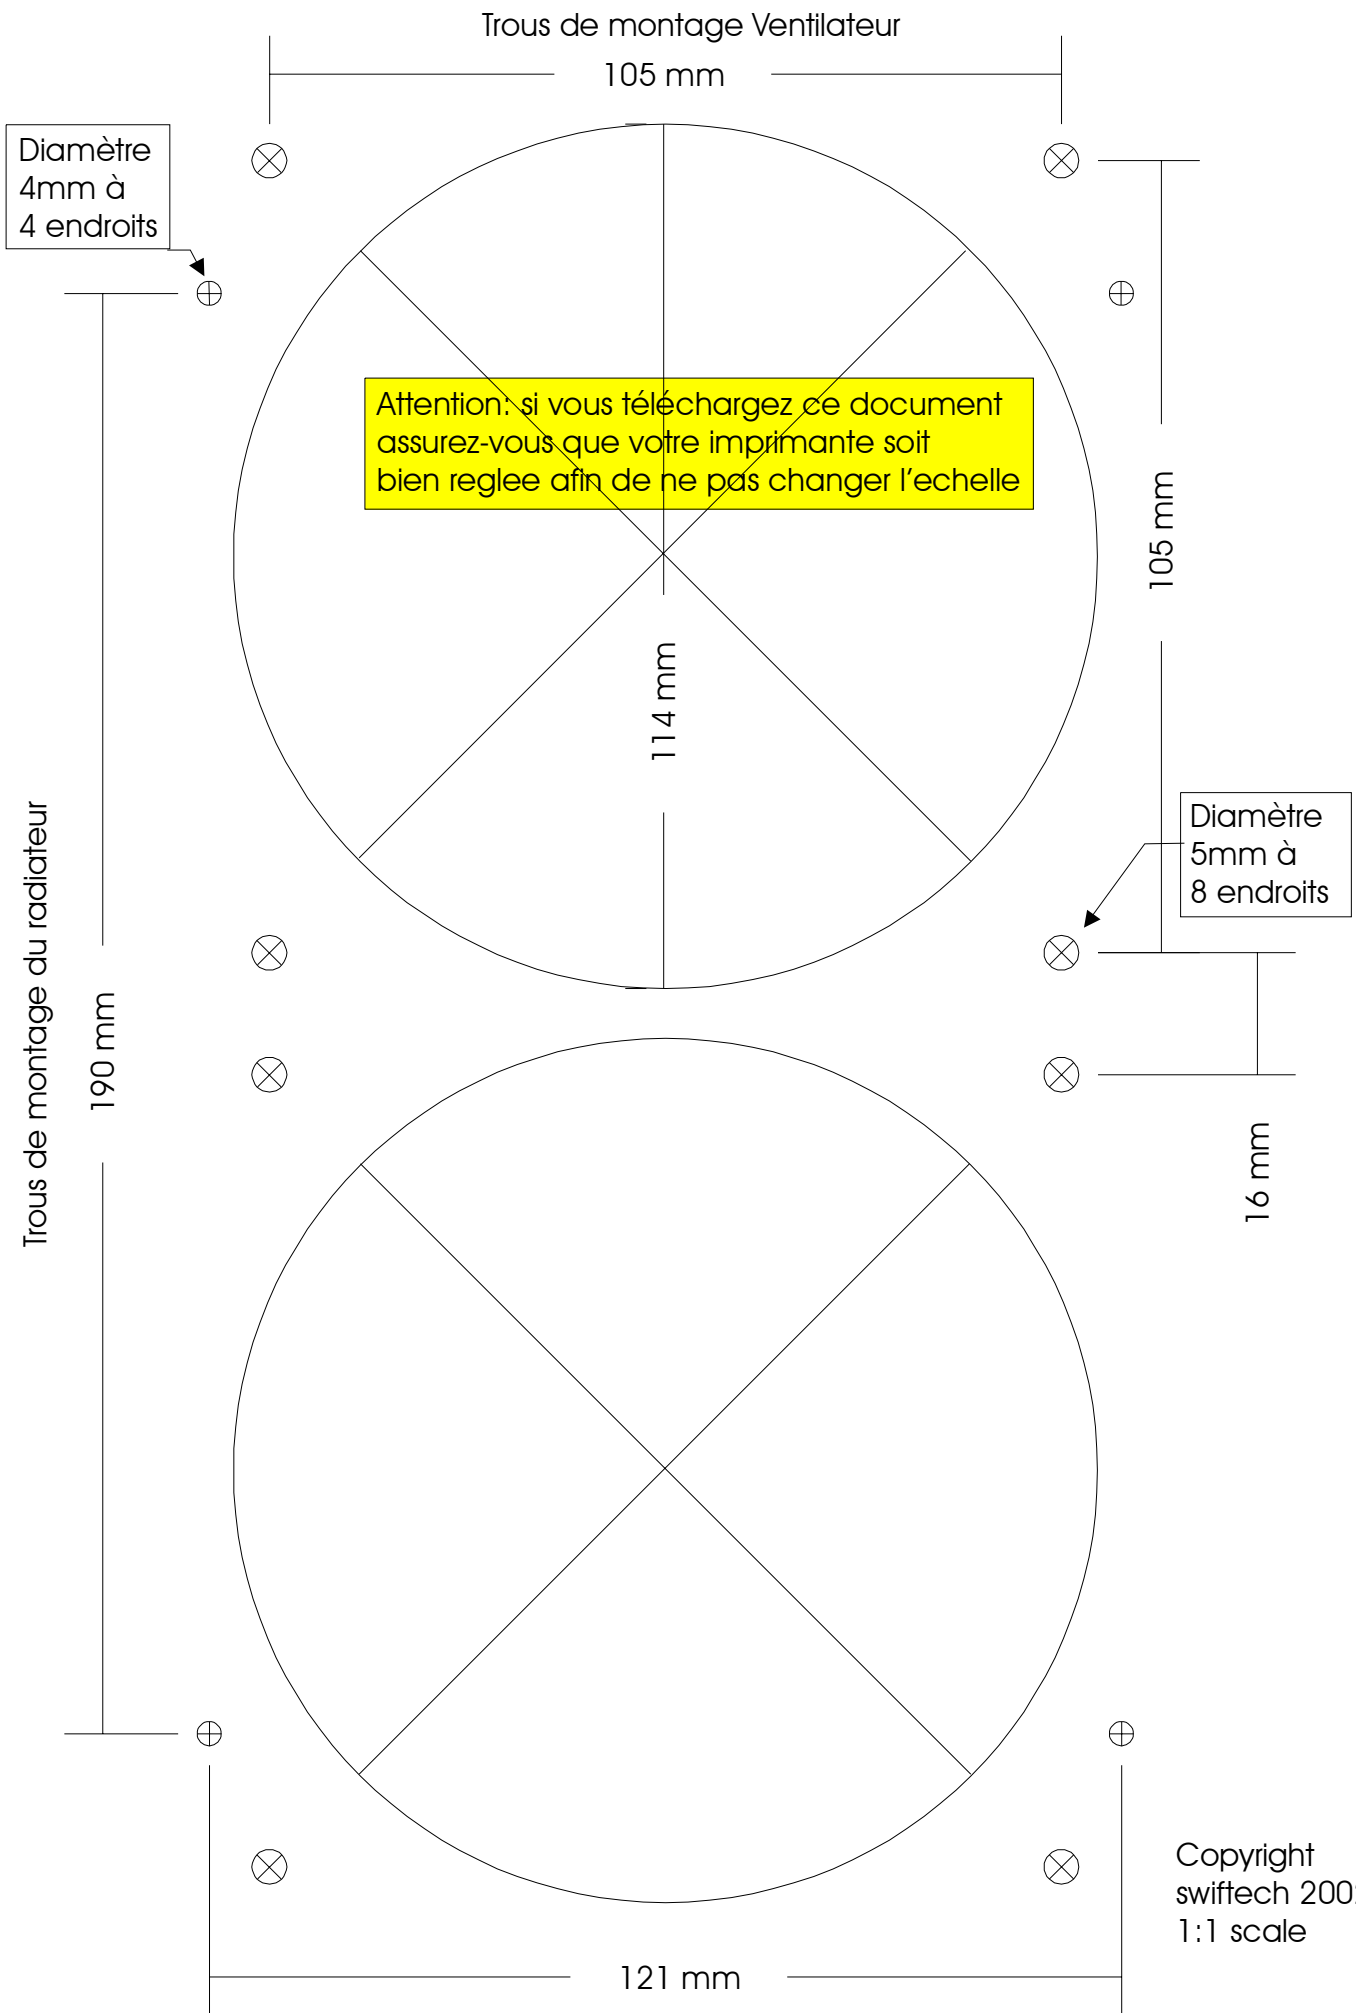 Trous de montage Ventilateur
105 mm
Diamètre
4mm à
4 endroits
Attention: si vous téléchargez ce document
assurez-vous que votre imprimante soit
bien reglee afin de ne pas changer l'echelle
105 mm
114 mm
Diamètre
5mm à
8 endroits
Trous de montage du radiateur
190 mm
16 mm
Copyright
swiftech
1:1 scale
121 mm